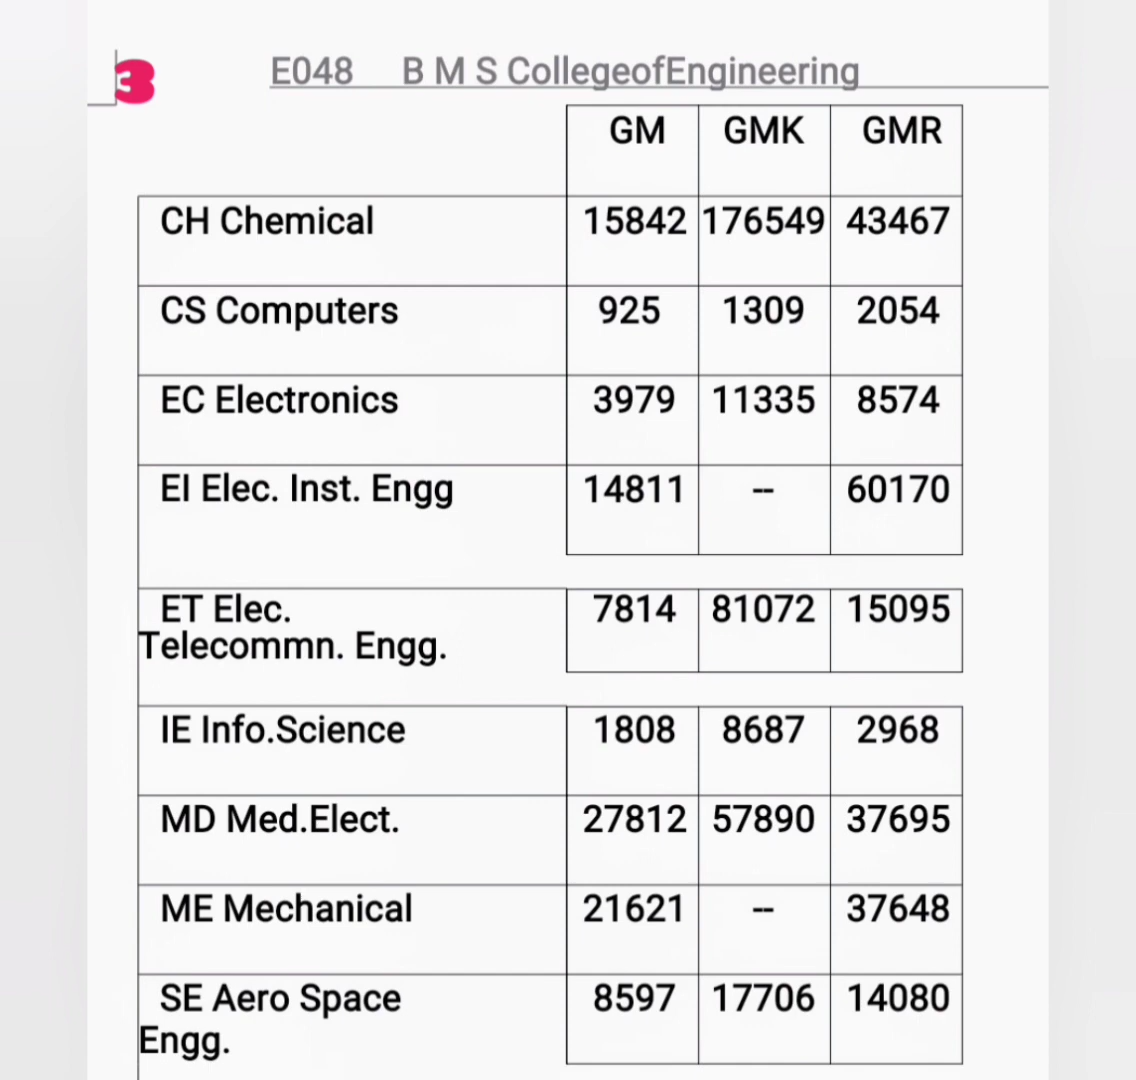 3
E048 B M S CollegeofEngineering
GM GMK GMR
CH Chemical 15842 176549 43467
CS Computers 925 1309 2054
EC Electronics 3979 11335 8574
EI Elec. Inst. Engg 14811 -- 60170
ET Elec. 7814 81072 15095
Telecommn. Engg.
IE Info.Science 1808 8687 2968
MD Med.Elect. 27812 57890 37695
ME Mechanical 21621 -- 37648
SE Aero Space 8597 17706 14080
Engg.